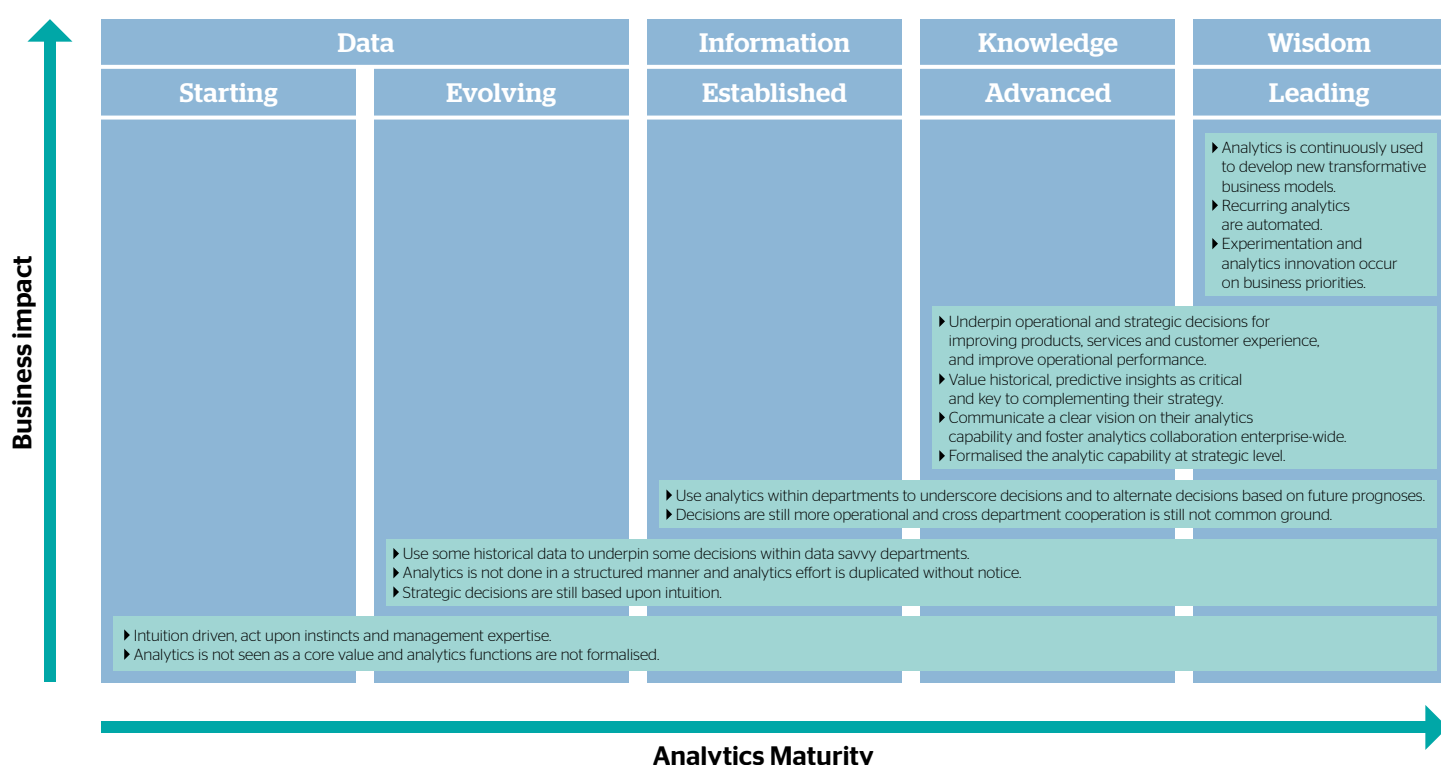 Data
Information
Knowledge
Wisdom
Starting
Evolving
Established
Advanced
Leading
Analytics is continuously used
to develop new transformative
business models.
Recurring analytics
are automated.
Experimentation and
analytics innovation occur
on business priorities.
Underpin operational and strategic decisions for
improving products, services and customer experience,
and improve operational performance.
Value historical, predictive insights as critical
and key to complementing their strategy.
Communicate a clear vision on their analytics
capability and foster analytics collaboration enterprise-wide.
Formalised the analytic capability at strategic level.
Use analytics within departments to underscore decisions and to alternate decisions based on future prognoses.
Decisions are still more operational and cross department cooperation is still not common ground.
Use some historical data to underpin some decisions within data savvy departments.
Analytics is not done in a structured manner and analytics effort is duplicated without notice.
Strategic decisions are still based upon intuition.
Intuition driven, act upon instincts and management expertise.
Analytics is not seen as a core value and analytics functions are not formalised.
Business impact
Analytics Maturity